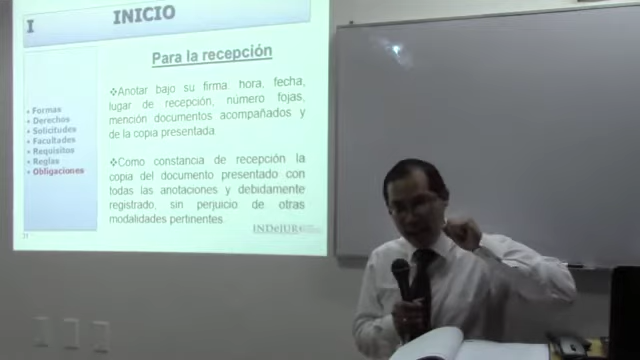 I
INICIO
Para la recepción
❖Anotar bajo su firma. hora, fecha,
lugar de recepción, número fojas,
mención documentos acompañados y
de la copia presentada
❖Como constancia de recepción la
copia del documento presentado con
todas las anotaciones y debidamente
registrado, sin perjuicio de otras
modalidades pertinentes.
• Formas
• Derechos
• Solicitudes
• Facultades
• Requisitos
• Reglas
• Obligaciones
INDeJUR